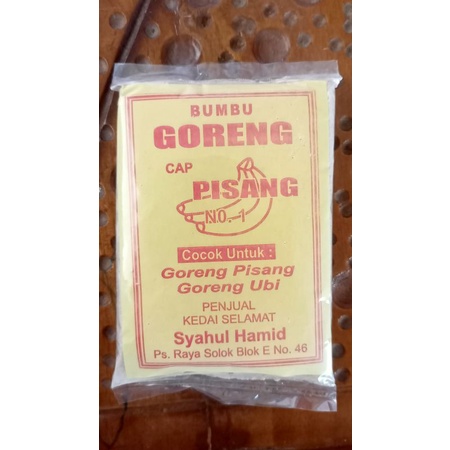 BUMBU
GORENG
CAP
PISANG
NO. 1
Cocok Untuk :
Goreng Pisang
Goreng Ubi
PENJUAL
KEDAI SELAMAT
Syahul Hamid
Ps. Raya Solok Blok E No. 46